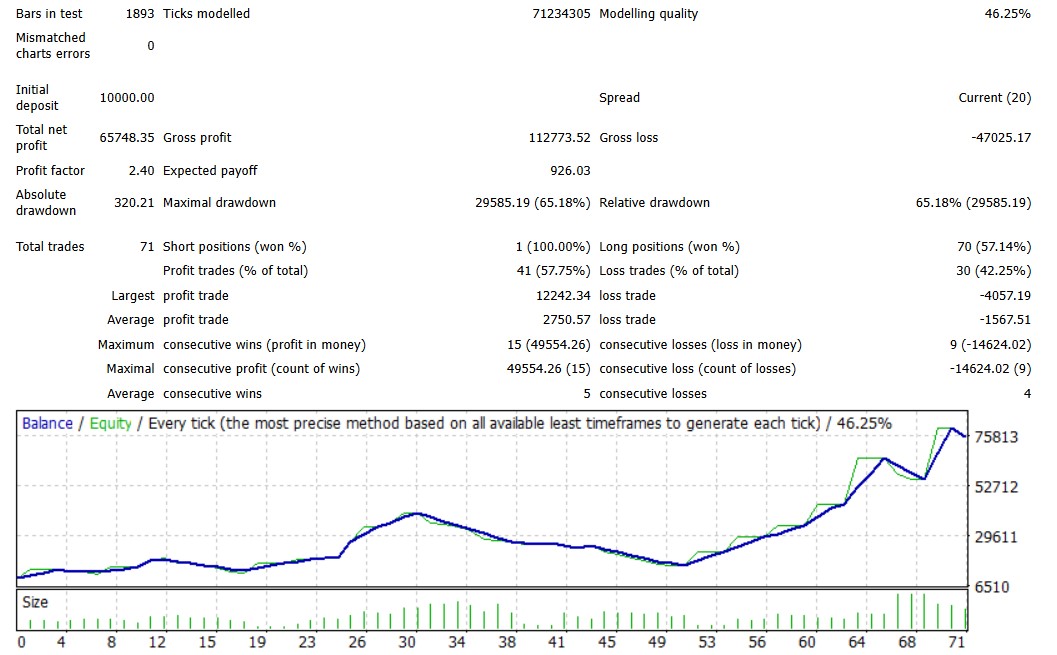 Bars in test 1893 Ticks modelled 71234305 Modelling quality 46.25%
Mismatched
charts errors 0
Initial
deposit 10000.00 Spread Current (20)
Total net
profit 65748.35 Gross profit 112773.52 Gross loss -47025.17
Profit factor 2.40 Expected payoff 926.03
Absolute
drawdown 320.21 Maximal drawdown 29585.19 (65.18%) Relative drawdown 65.18% (29585.19)
Total trades 71 Short positions (won %) 1 (100.00%) Long positions (won %) 70 (57.14%)
Profit trades (% of total) 41 (57.75%) Loss trades (% of total) 30 (42.25%)
Largest profit trade 12242.34 loss trade -4057.19
Average profit trade 2750.57 loss trade -1567.51
Maximum consecutive wins (profit in money) 15 (49554.26) consecutive losses (loss in money) 9 (-14624.02)
Maximal consecutive profit (count of wins) 49554.26 (15) consecutive loss (count of losses) -14624.02 (9)
Average consecutive wins 5 consecutive losses 4
Balance / Equity / Every tick (the most precise method based on all available least timeframes to generate each tick) / 46.25%
75813
52712
29611
6510
Size
0 4 8 12 15 19 22 26 30 34 38 41 45 49 53 56 60 64 68 71